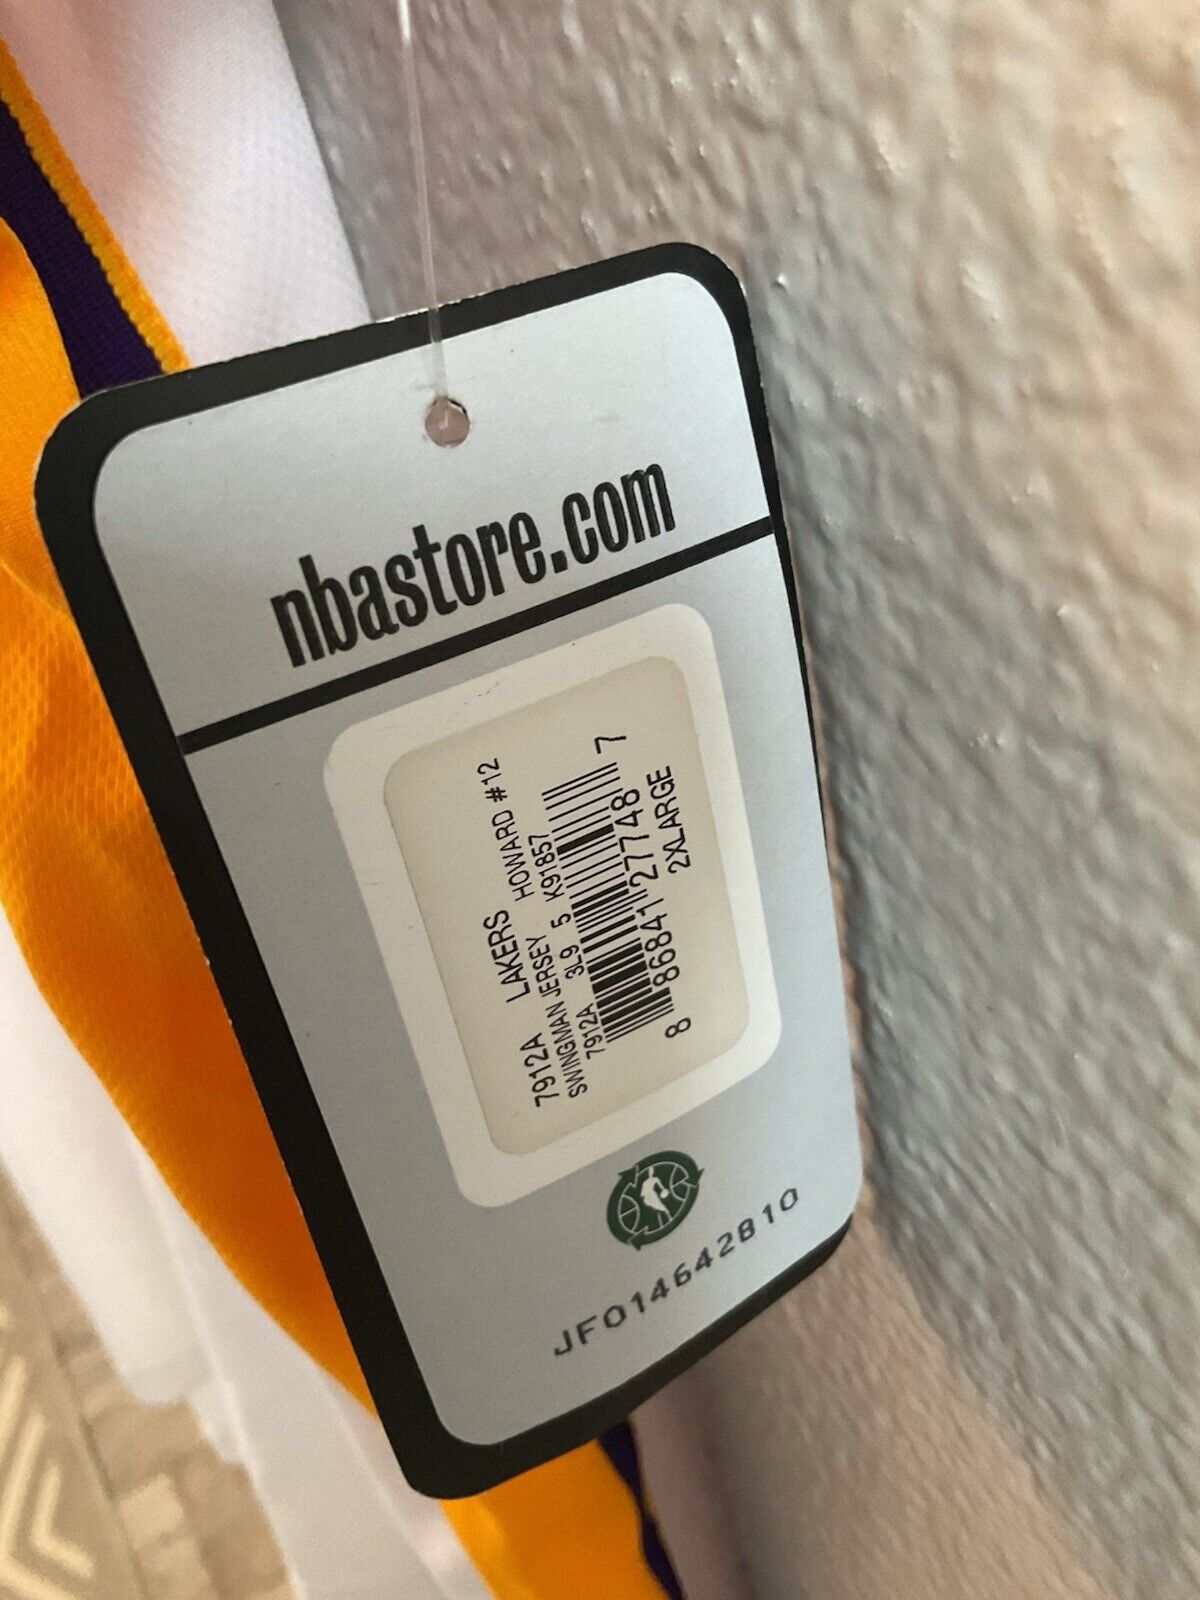 nbastore.com
7912A LAKERS HOWARD #12
SWINGMAN JERSEY
7912A 3L9 5 K91857
8 86841 27748 7
2XLARGE
JF014642810